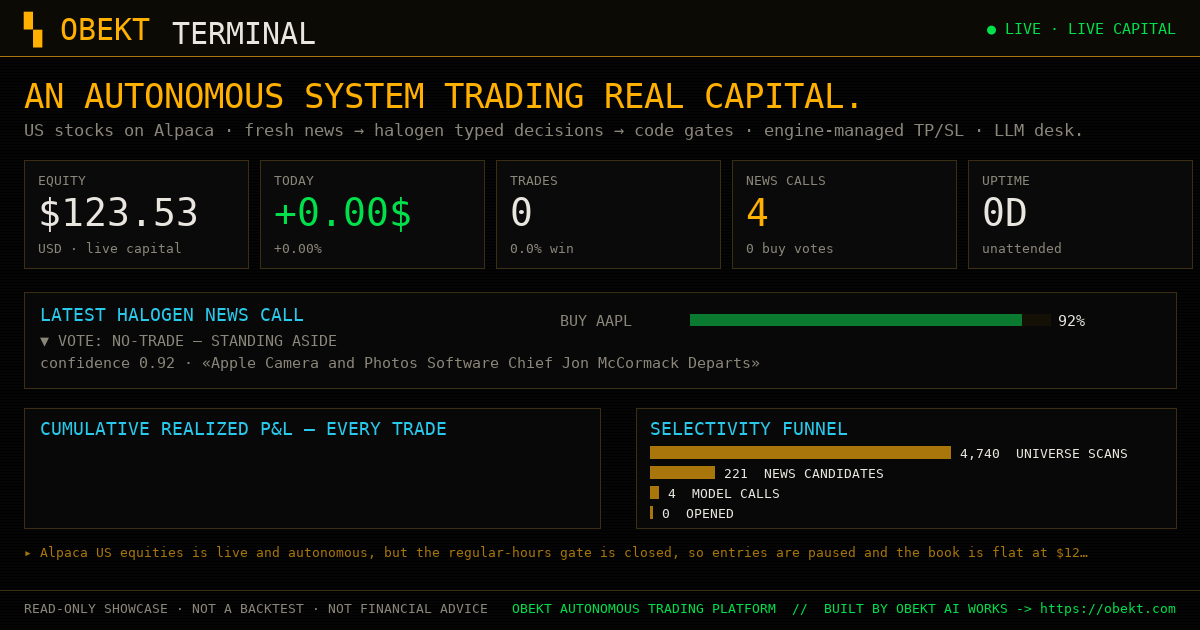 OBEKT TERMINAL
● LIVE · LIVE CAPITAL
AN AUTONOMOUS SYSTEM TRADING REAL CAPITAL.
US stocks on Alpaca · fresh news → halogen typed decisions → code gates · engine-managed TP/SL · LLM desk.
EQUITY
$123.53
USD · live capital
TODAY
+0.00$
+0.00%
TRADES
0
0.0% win
NEWS CALLS
4
0 buy votes
UPTIME
0D
unattended
LATEST HALOGEN NEWS CALL
▼ VOTE: NO-TRADE — STANDING ASIDE
confidence 0.92 · «Apple Camera and Photos Software Chief Jon McCormack Departs»
BUY AAPL
92%
CUMULATIVE REALIZED P&L — EVERY TRADE
SELECTIVITY FUNNEL
4,740 UNIVERSE SCANS
221 NEWS CANDIDATES
4 MODEL CALLS
0 OPENED
▸ Alpaca US equities is live and autonomous, but the regular-hours gate is closed, so entries are paused and the book is flat at $12…
READ-ONLY SHOWCASE · NOT A BACKTEST · NOT FINANCIAL ADVICE
OBEKT AUTONOMOUS TRADING PLATFORM // BUILT BY OBEKT AI WORKS -> https://obekt.com